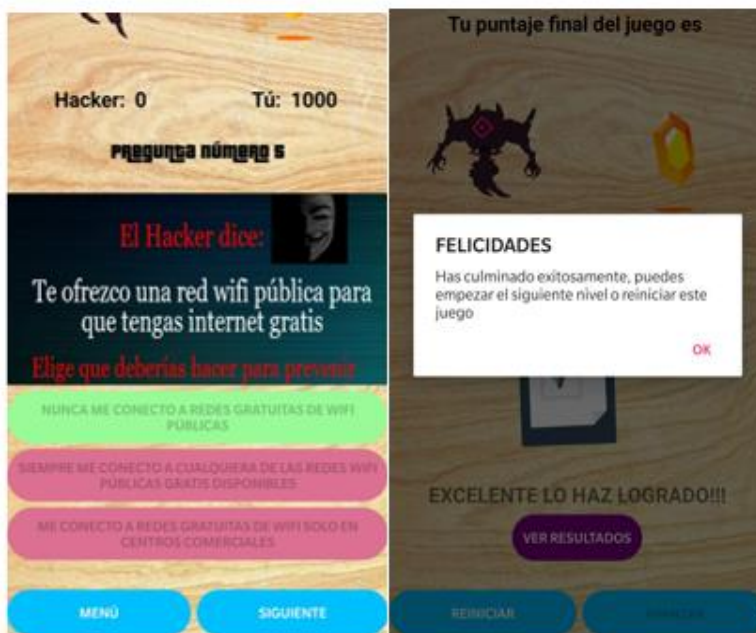 Hacker: 0
Tú: 1000
Pregunta número 5
El Hacker dice:
Te ofrezco una red wifi pública para
que tengas internet gratis
Elige que deberías hacer para prevenir
NUNCA ME CONECTO A REDES GRATUITAS DE WIFI
PÚBLICAS
SIEMPRE ME CONECTO A CUALQUIERA DE LAS REDES WIFI
PÚBLICAS GRATIS DISPONIBLES
ME CONECTO A REDES GRATUITAS DE WIFI SOLO EN
CENTROS COMERCIALES
MENÚ
SIGUIENTE
Tu puntaje final del juego es
FELICIDADES
Has culminado exitosamente, puedes
empezar el siguiente nivel o reiniciar este
juego
OK
EXCELENTE LO HAZ LOGRADO!!!
VER RESULTADOS
REINICIAR